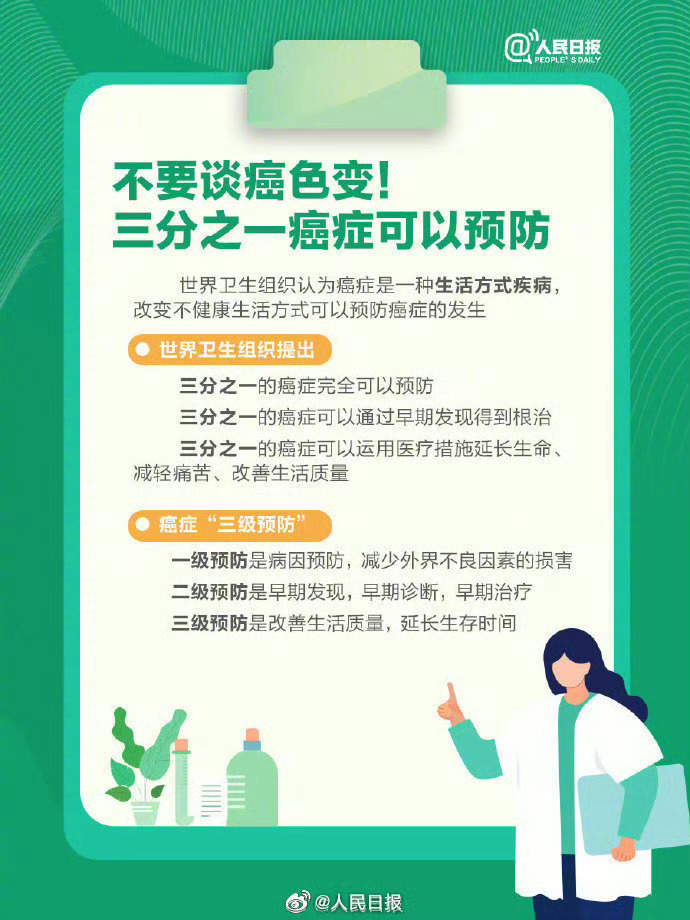 @人民日报
PEOPLE'S DAILY
不要谈癌色变！
三分之一癌症可以预防
世界卫生组织认为癌症是一种生活方式疾病，
改变不健康生活方式可以预防癌症的发生
世界卫生组织提出
三分之一的癌症完全可以预防
三分之一的癌症可以通过早期发现得到根治
三分之一的癌症可以运用医疗措施延长生命、
减轻痛苦、改善生活质量
癌症“三级预防”
一级预防是病因预防，减少外界不良因素的损害
二级预防是早期发现，早期诊断，早期治疗
三级预防是改善生活质量，延长生存时间
@人民日报